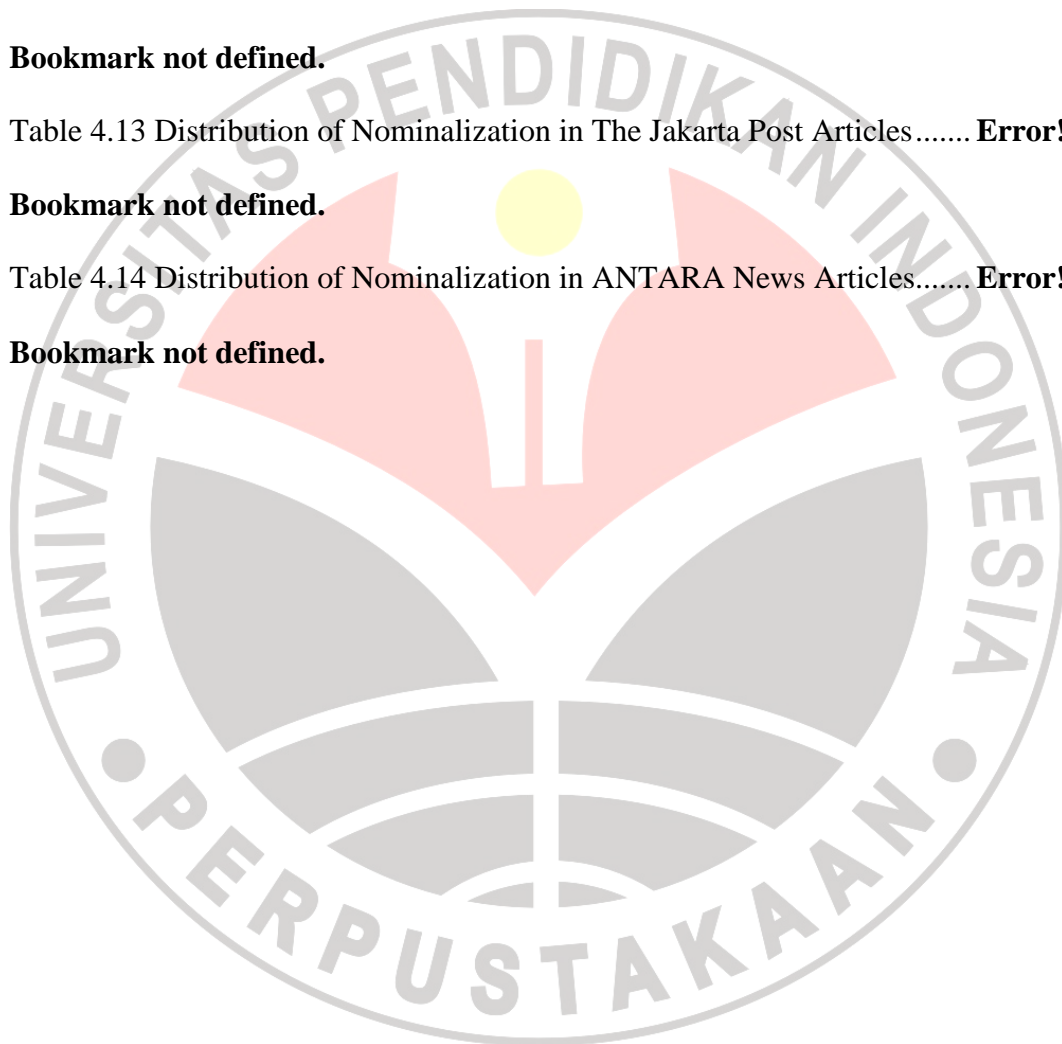 Bookmark not defined.
Table 4.13 Distribution of Nominalization in The Jakarta Post Articles....... Error!
Bookmark not defined.
Table 4.14 Distribution of Nominalization in ANTARA News Articles....... Error!
Bookmark not defined.
UNIVERSITAS PENDIDIKAN INDONESIA
PERPUSTAKAAN